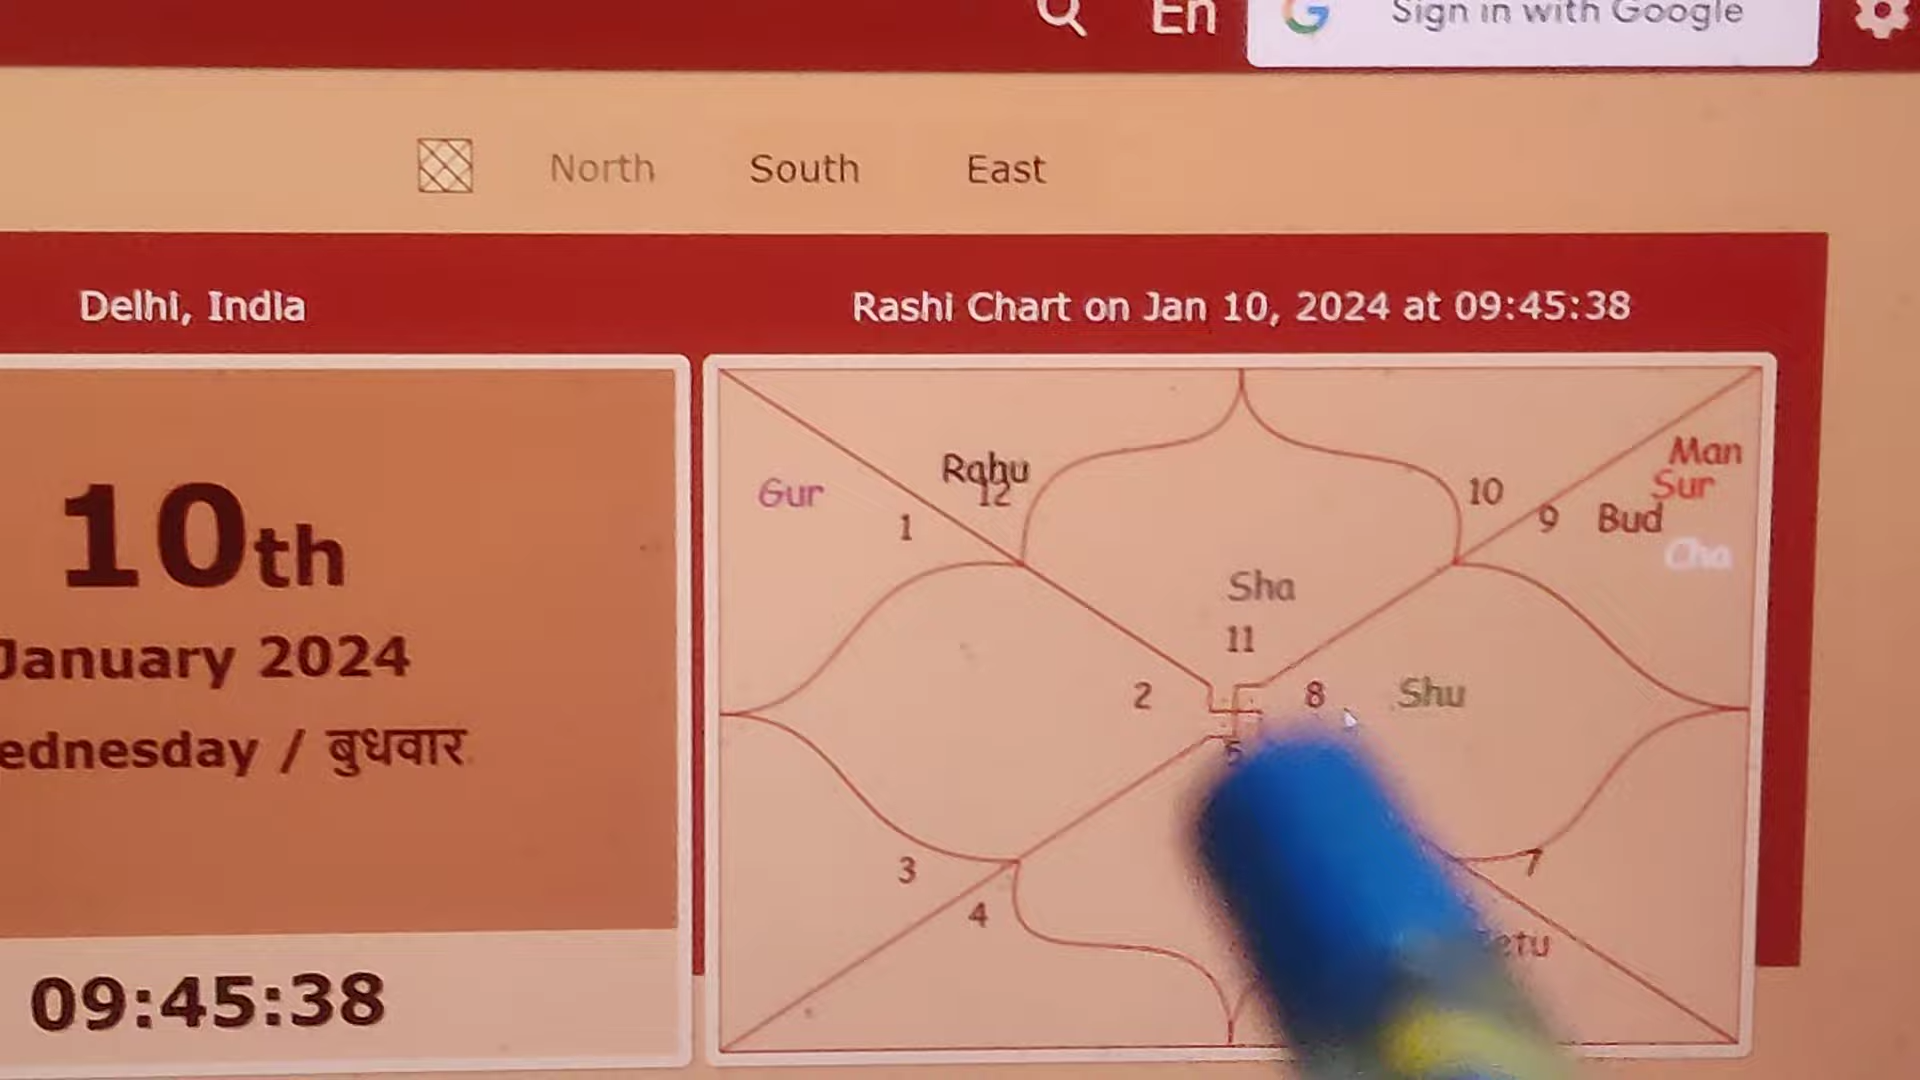 En
Sign in with Google
North
South
East
Delhi, India
Rashi Chart on Jan 10, 2024 at 09:45:38
10th
January 2024
ednesday / बुधवार
09:45:38
Gur
1
Rahu
12
10
9
Man
Sur
Bud
Cha
Sha
11
2
8
Shu
5
3
4
7
etu